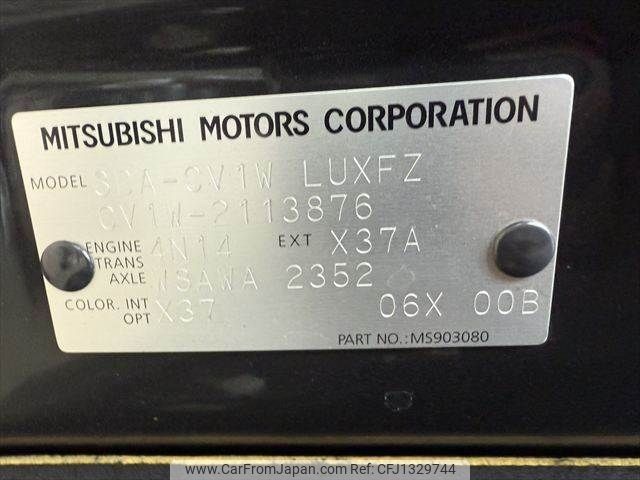 MITSUBISHI MOTORS CORPORATION
MODEL 3DA-CV1W LUXFZ
CV1W-2113876
ENGINE 4N14 EXT X37A
TRANS
AXLE W8AWA 2352
COLOR. INT X37 06X 00B
OPT
PART NO.:MS903080
www.CarFromJapan.com - StockID: CFJ1329744